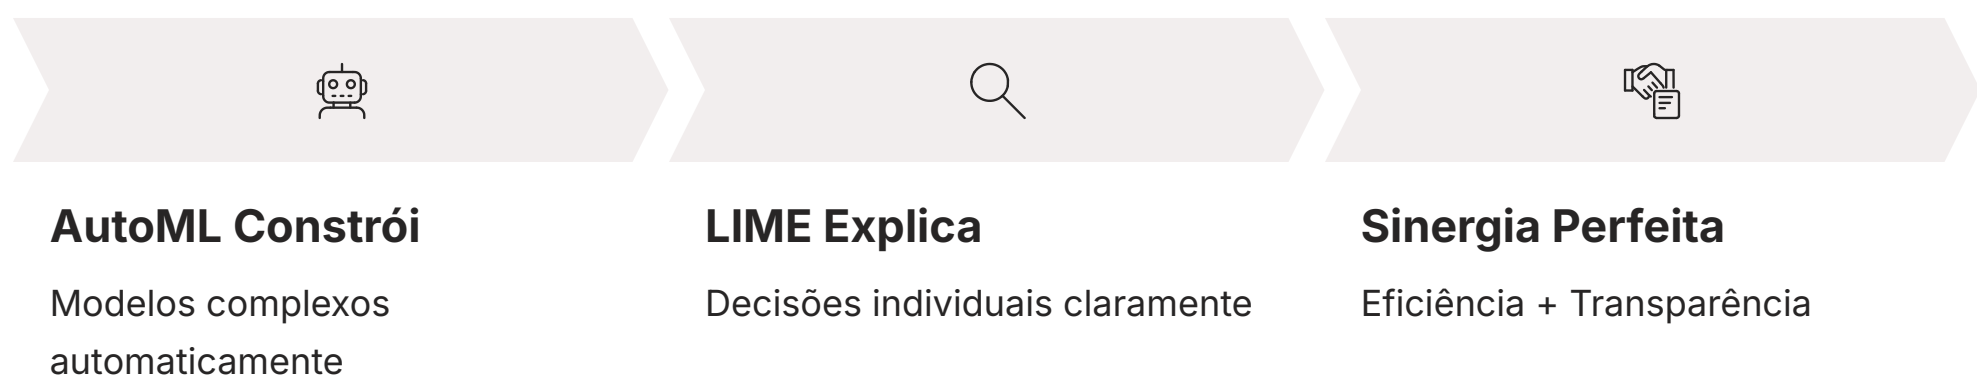 AutoML Constrói
Modelos complexos
automaticamente
LIME Explica
Decisões individuais claramente
Sinergia Perfeita
Eficiência + Transparência